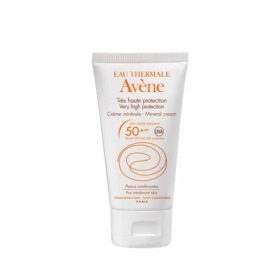 EAU THERMALE
Avène
Très haute protection
Very high protection
Crème minérale - Mineral cream
50+
Peaux intolérantes
For intolerant skin
PARIS